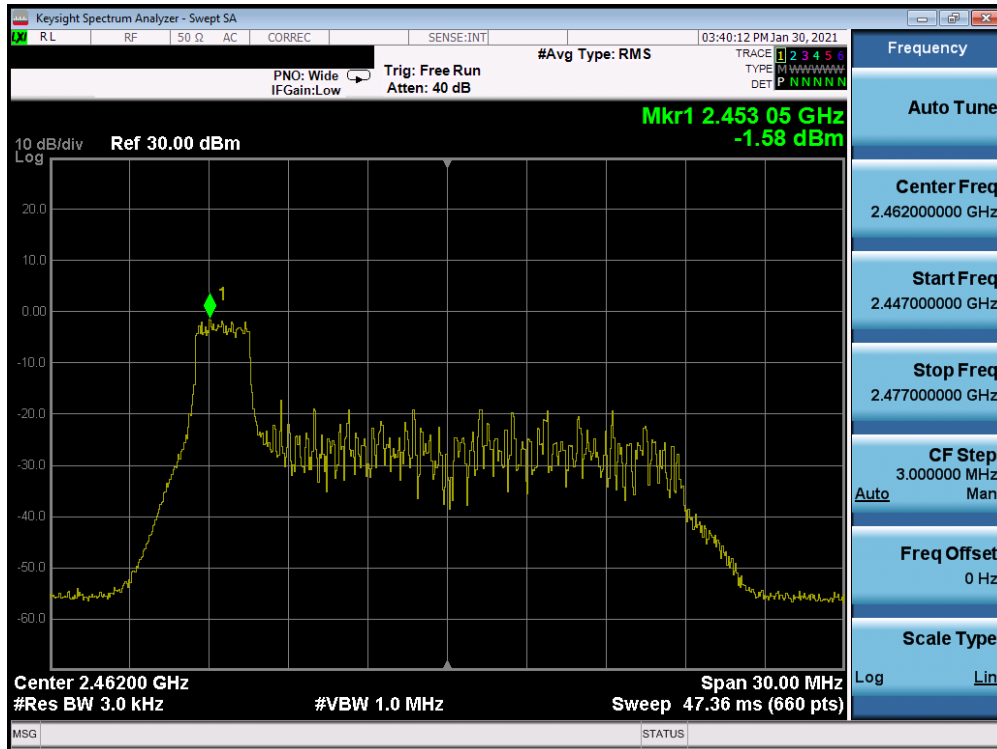 Keysight Spectrum Analyzer - Swept SA
LXI RL RF 50 Ω AC CORREC SENSE:INT 03:40:12 PM Jan 30, 2021
#Avg Type: RMS
TRACE 1 2 3 4 5 6
TYPE M W W W W W
DET P N N N N N
PNO: Wide
IFGain:Low
Trig: Free Run
Atten: 40 dB
Mkr1 2.453 05 GHz
-1.58 dBm
10 dB/div
Log
Ref 30.00 dBm
1
20.0
10.0
0.00
-10.0
-20.0
-30.0
-40.0
-50.0
-60.0
Center 2.46200 GHz
Span 30.00 MHz
#Res BW 3.0 kHz
#VBW 1.0 MHz
Sweep 47.36 ms (660 pts)
MSG
STATUS
Frequency
Auto Tune
Center Freq
2.462000000 GHz
Start Freq
2.447000000 GHz
Stop Freq
2.477000000 GHz
CF Step
3.000000 MHz
Auto Man
Freq Offset
0 Hz
Scale Type
Log Lin